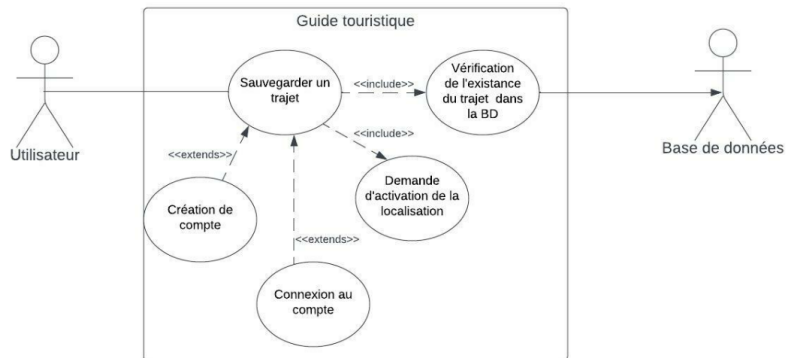 Guide touristique
Sauvegarder un
trajet
<<include>>
Vérification
de l'existance
du trajet dans
la BD
Utilisateur
Base de données
<<include>>
<<extends>>
Demande
d'activation de la
localisation
Création de
compte
<<extends>>
Connexion au
compte